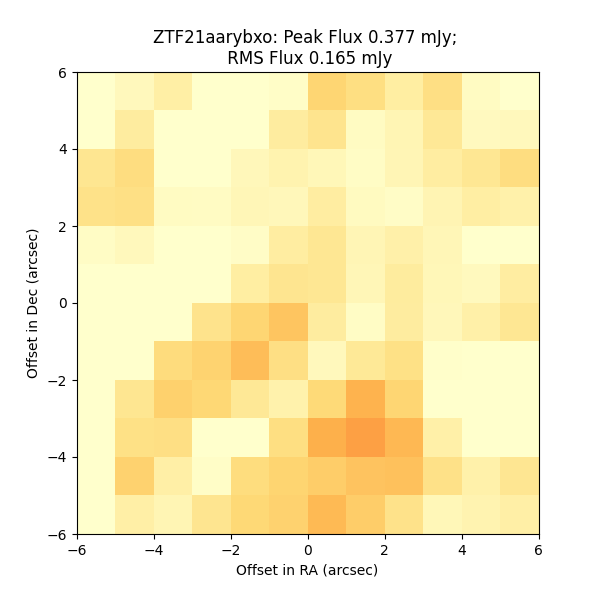 ZTF21aarybxo: Peak Flux 0.377 mJy;
RMS Flux 0.165 mJy
6
4
2
0
−2
−4
−6
Offset in Dec (arcsec)
−6 −4 −2 0 2 4 6
Offset in RA (arcsec)